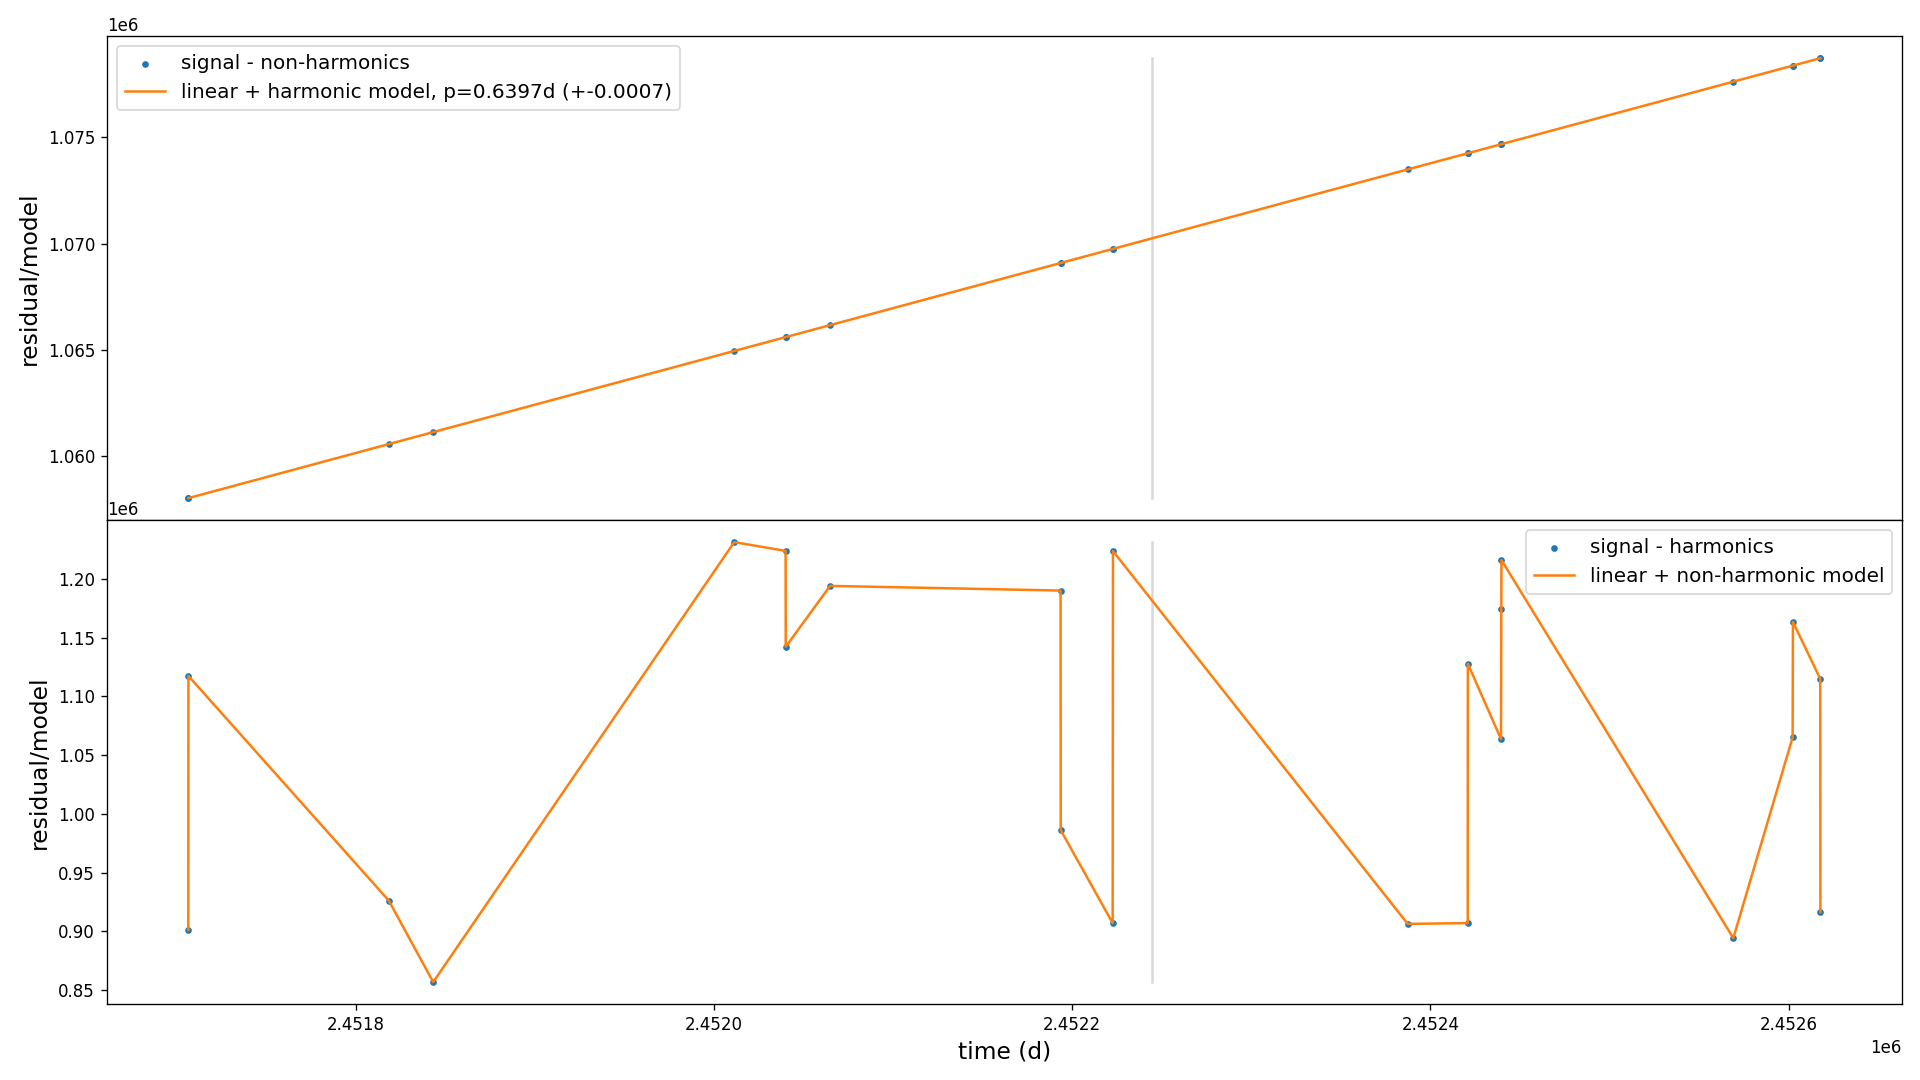 1e6
signal - non-harmonics
linear + harmonic model, p=0.6397d (+-0.0007)
1.075
1.070
1.065
1.060
residual/model
1e6
signal - harmonics
linear + non-harmonic model
1.20
1.15
1.10
1.05
1.00
0.95
0.90
0.85
residual/model
2.4518
2.4520
2.4522
2.4524
2.4526
time (d)
1e6